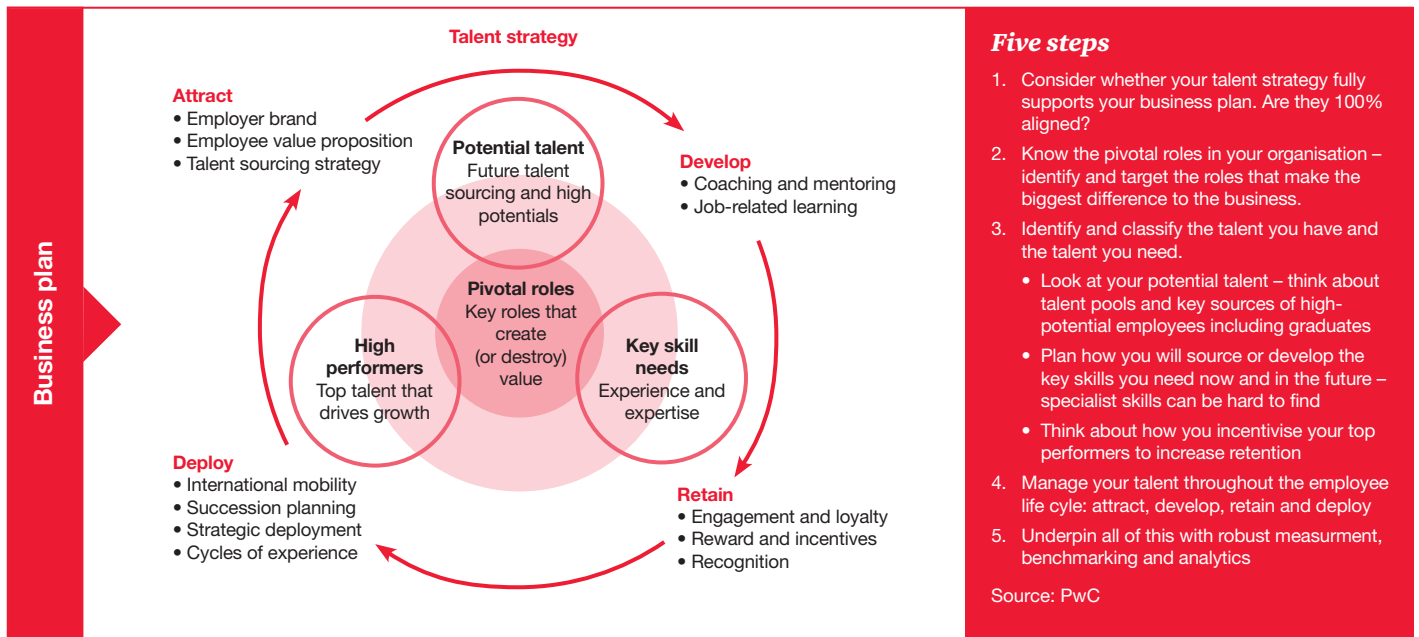 Business plan
Talent strategy
Attract
• Employer brand
• Employee value proposition
• Talent sourcing strategy
Potential talent
Future talent
sourcing and high
potentials
Develop
• Coaching and mentoring
• Job-related learning
Pivotal roles
Key roles that
create
(or destroy)
value
High
performers
Top talent that
drives growth
Key skill
needs
Experience and
expertise
Deploy
• International mobility
• Succession planning
• Strategic deployment
• Cycles of experience
Retain
• Engagement and loyalty
• Reward and incentives
• Recognition
Five steps
1. Consider whether your talent strategy fully
supports your business plan. Are they 100%
aligned?
2. Know the pivotal roles in your organisation –
identify and target the roles that make the
biggest difference to the business.
3. Identify and classify the talent you have and
the talent you need.
• Look at your potential talent – think about
talent pools and key sources of high-
potential employees including graduates
• Plan how you will source or develop the
key skills you need now and in the future –
specialist skills can be hard to find
• Think about how you incentivise your top
performers to increase retention
4. Manage your talent throughout the employee
life cyle: attract, develop, retain and deploy
5. Underpin all of this with robust measurment,
benchmarking and analytics
Source: PwC